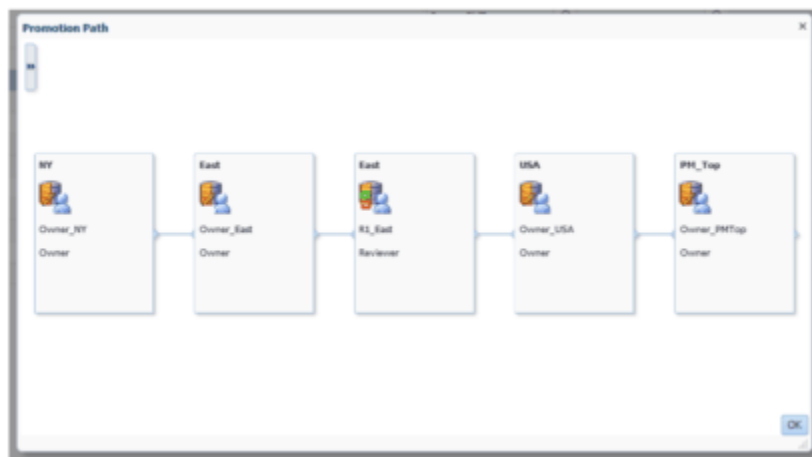 Promotion Path
NY
Owner_NY
Owner
East
Owner_East
Owner
East
R1_East
Reviewer
USA
Owner_USA
Owner
PM_Top
Owner_PMTop
Owner
OK